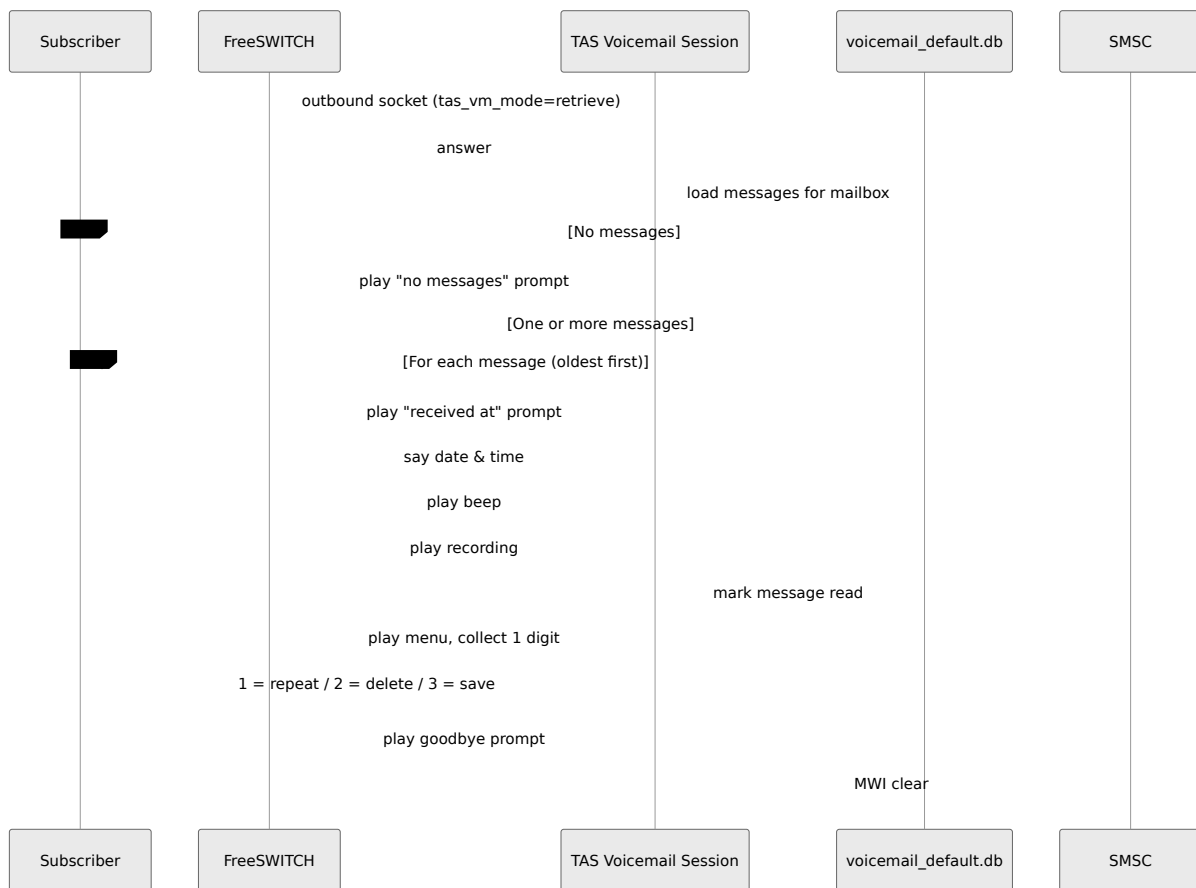 Subscriber
FreeSWITCH
TAS Voicemail Session
voicemail_default.db
SMSC
outbound socket (tas_vm_mode=retrieve)
answer
load messages for mailbox
[No messages]
play "no messages" prompt
[One or more messages]
[For each message (oldest first)]
play "received at" prompt
say date & time
play beep
play recording
mark message read
play menu, collect 1 digit
1 = repeat / 2 = delete / 3 = save
play goodbye prompt
MWI clear
Subscriber
FreeSWITCH
TAS Voicemail Session
voicemail_default.db
SMSC